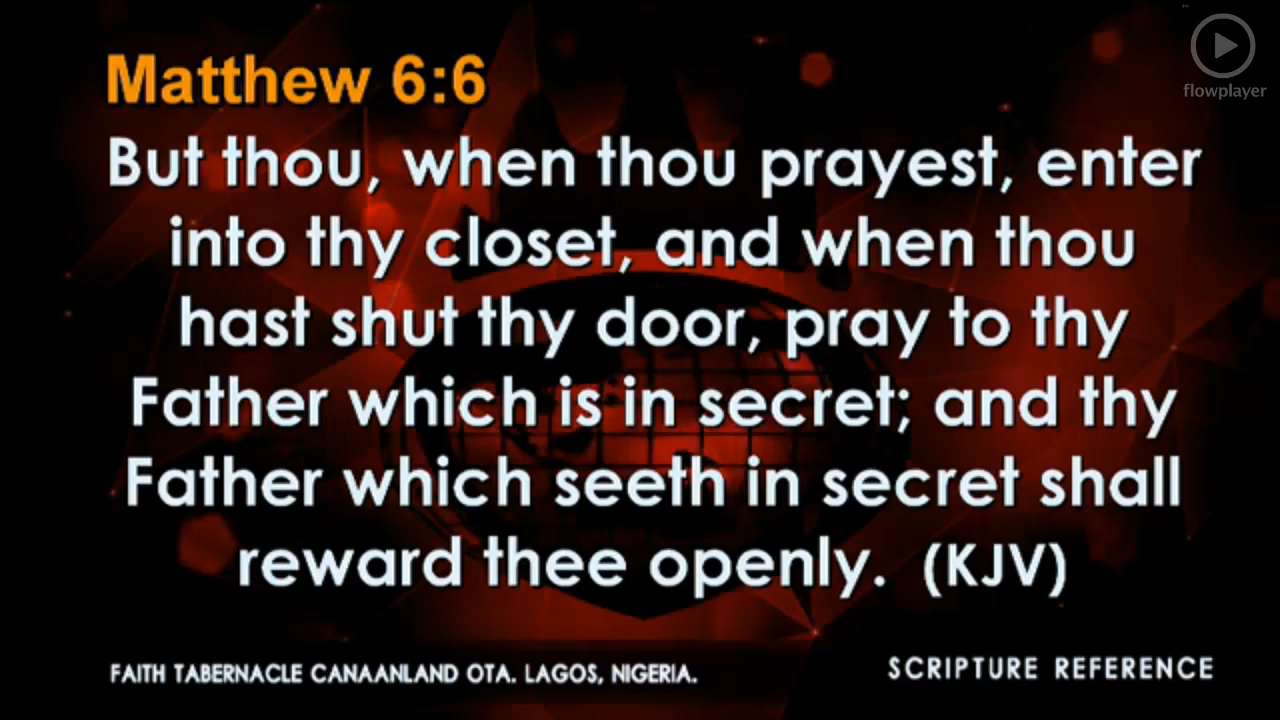 flowplayer
Matthew 6:6
But thou, when thou prayest, enter
into thy closet, and when thou
hast shut thy door, pray to thy
Father which is in secret; and thy
Father which seeth in secret shall
reward thee openly. (KJV)
FAITH TABERNACLE CANAANLAND OTA. LAGOS, NIGERIA.
SCRIPTURE REFERENCE